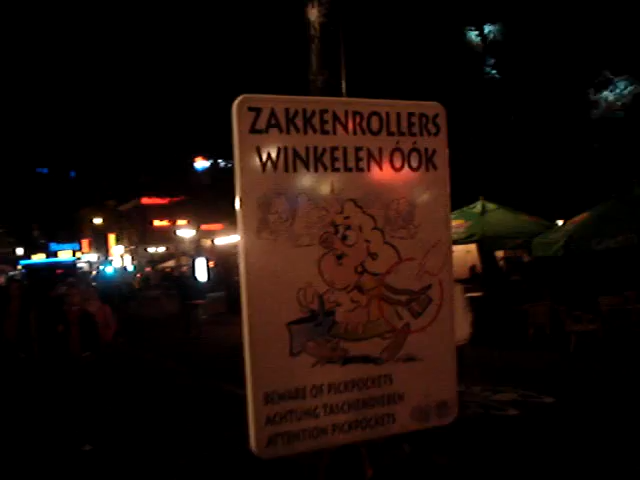 ZAKKENROLLERS
WINKELEN ÓÓK
BEWARE OF PICKPOCKETS
ACHTUNG TASCHENDIEBEN
ATTENTION PICKPOCKETS